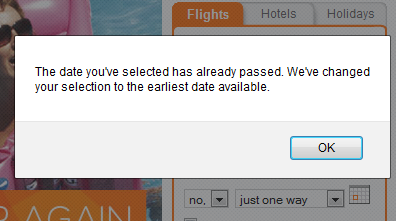 Flights Hotels Holidays
The date you've selected has already passed. We've changed
your selection to the earliest date available.
OK
no, just one way
AGAIN